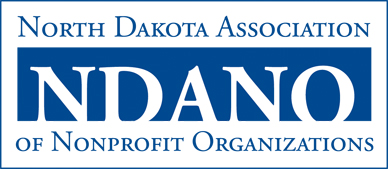 North Dakota Association
NDANO
of Nonprofit Organizations